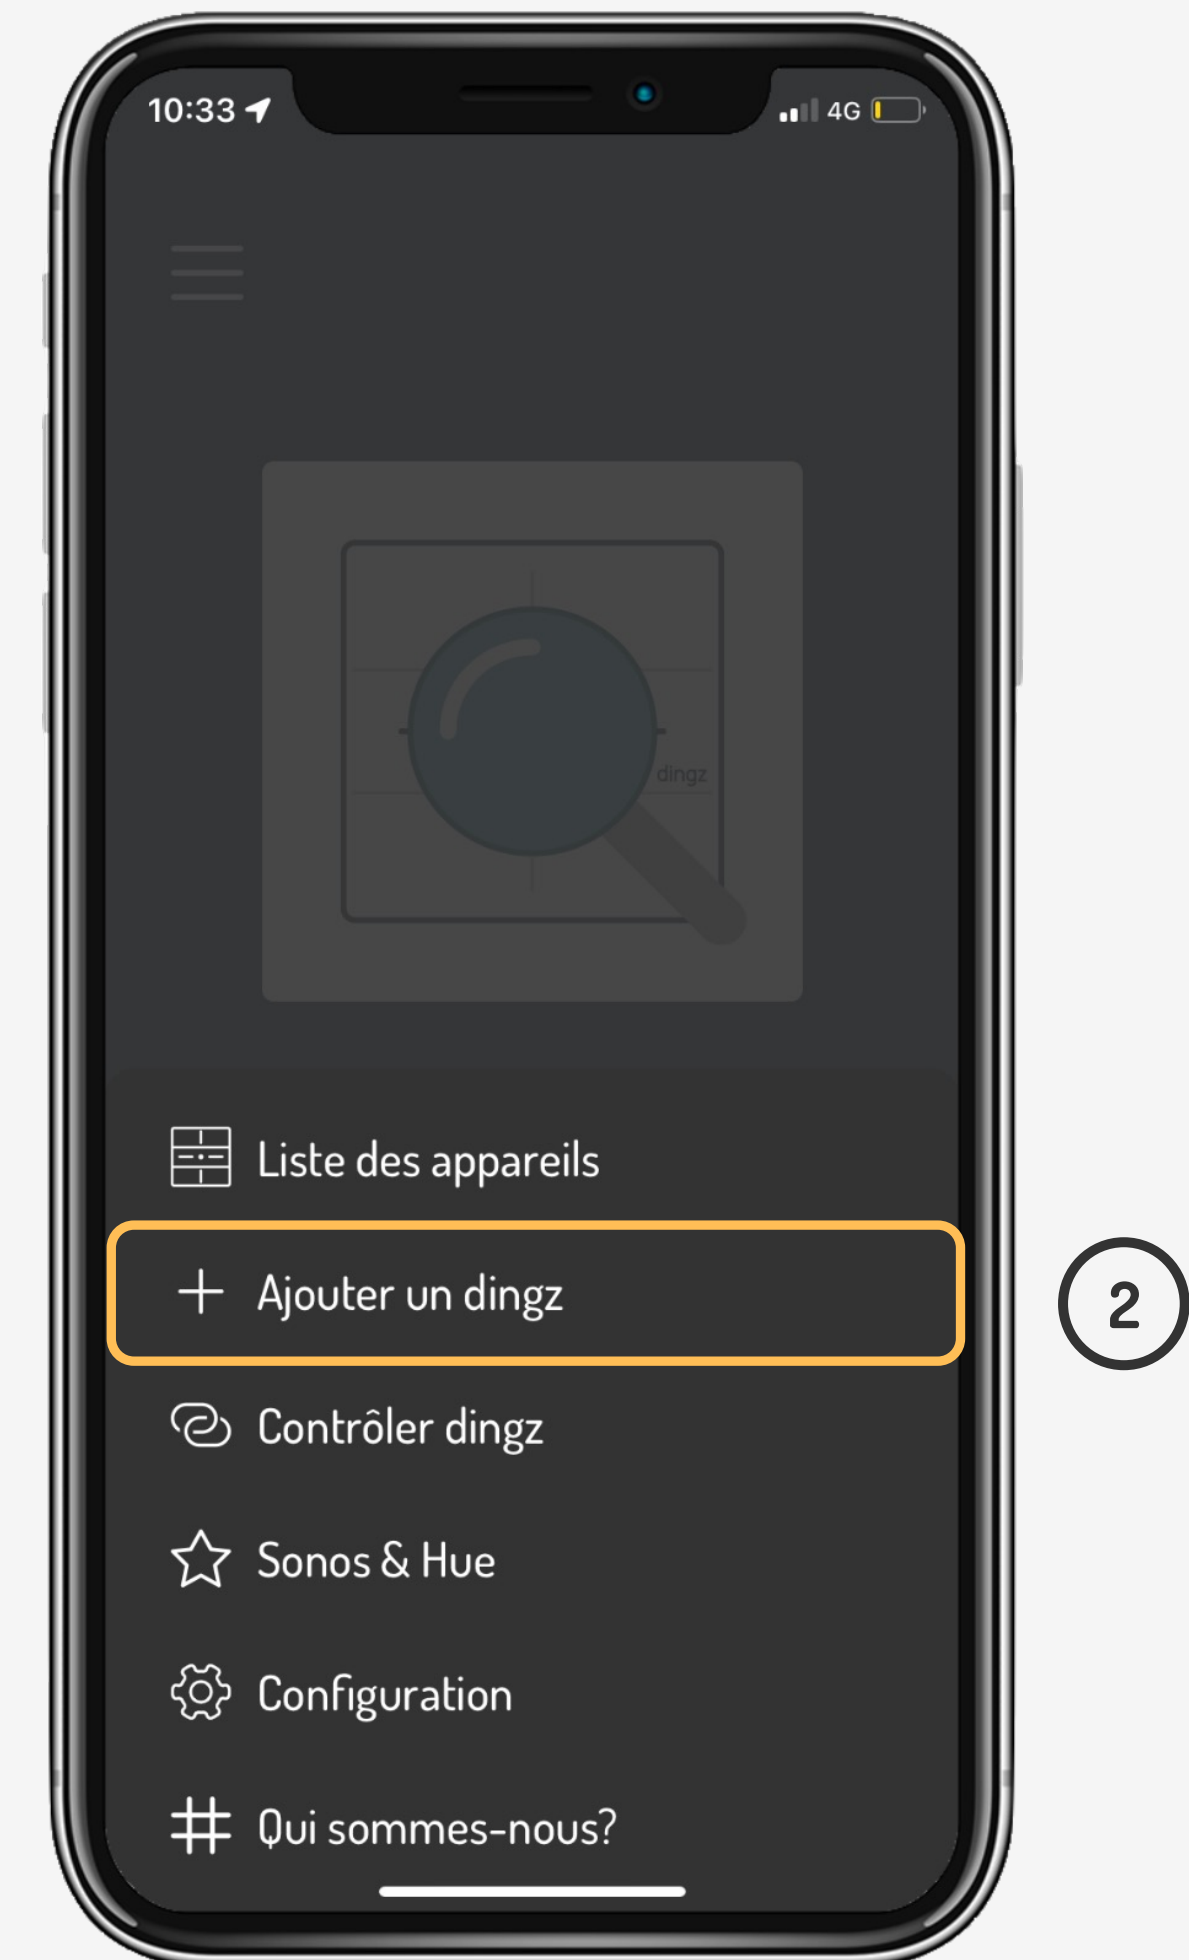 10:33
4G
dingz
Liste des appareils
Ajouter un dingz
2
Contrôler dingz
Sonos & Hue
Configuration
Qui sommes-nous?